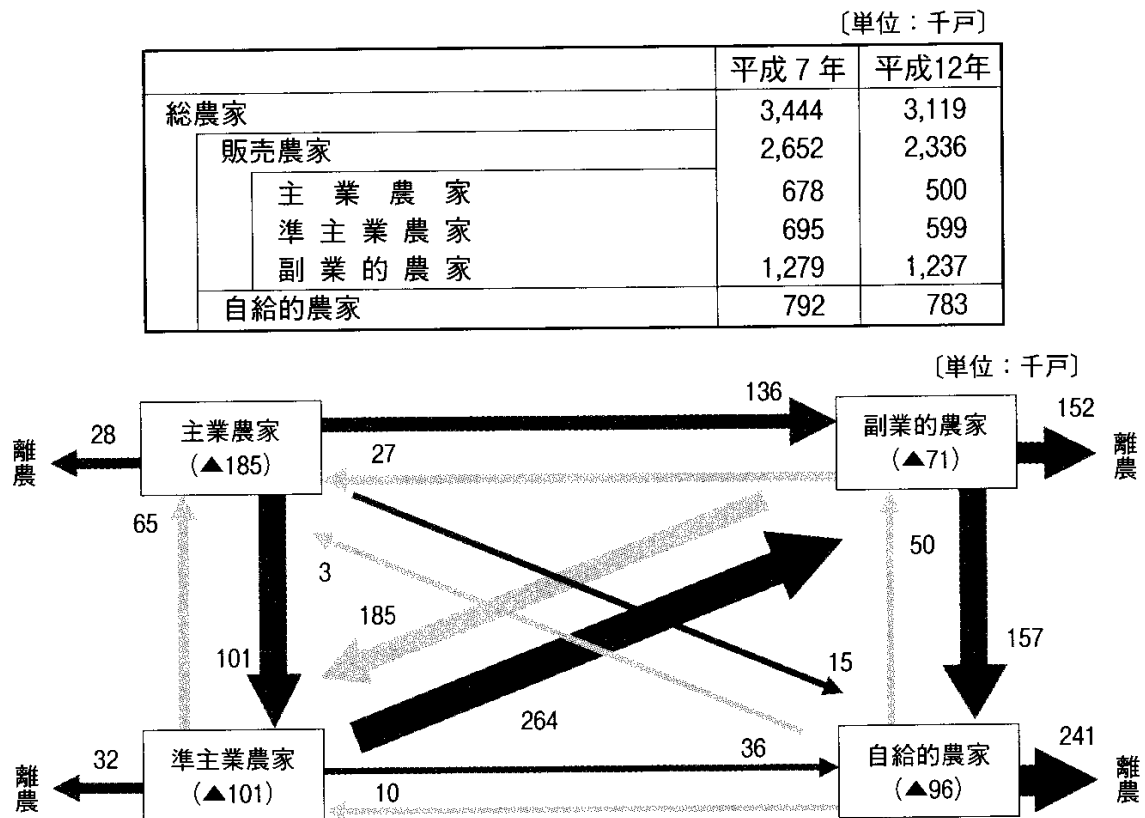 〔単位：千戸〕
平成7年 平成12年
総農家 3,444 3,119
販売農家 2,652 2,336
主業農家 678 500
準主業農家 695 599
副業的農家 1,279 1,237
自給的農家 792 783
〔単位：千戸〕
136
離農 28 主業農家 27 副業的農家 152 離農
(▲185) (▲71)
65 3 50
185
101 15 157
264
離農 32 準主業農家 36 自給的農家 241 離農
(▲101) 10 (▲96)